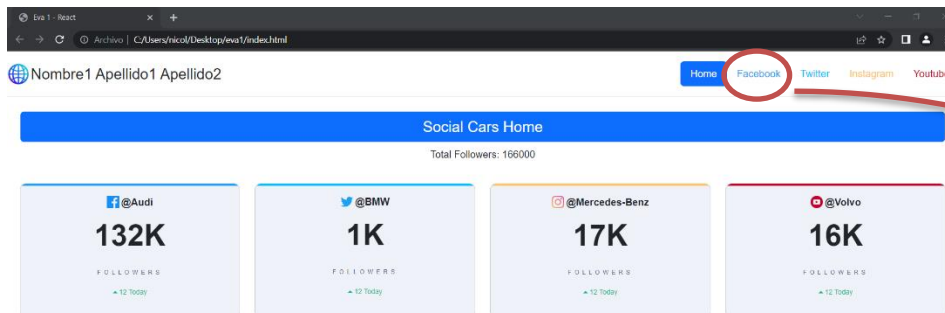 Eva 1 - React
Archivo | C:/Users/nicol/Desktop/eva1/index.html
Nombre1 Apellido1 Apellido2
Home Facebook Twitter Instagram Youtube
Social Cars Home
Total Followers: 166000
@Audi @BMW @Mercedes-Benz @Volvo
132K 1K 17K 16K
FOLLOWERS FOLLOWERS FOLLOWERS FOLLOWERS
12 Today 12 Today 12 Today 12 Today